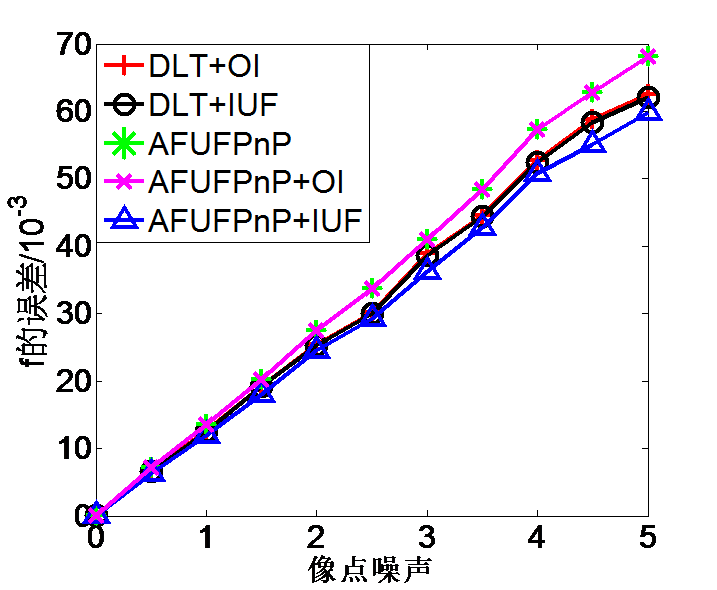 70
60
50
40
30
20
10
0
DLT+OI
DLT+IUF
AFUFPnP
AFUFPnP+OI
AFUFPnP+IUF
f的误差/10⁻³
0 1 2 3 4 5
像点噪声